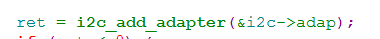 ret = i2c_add_adapter(&i2c->adap);